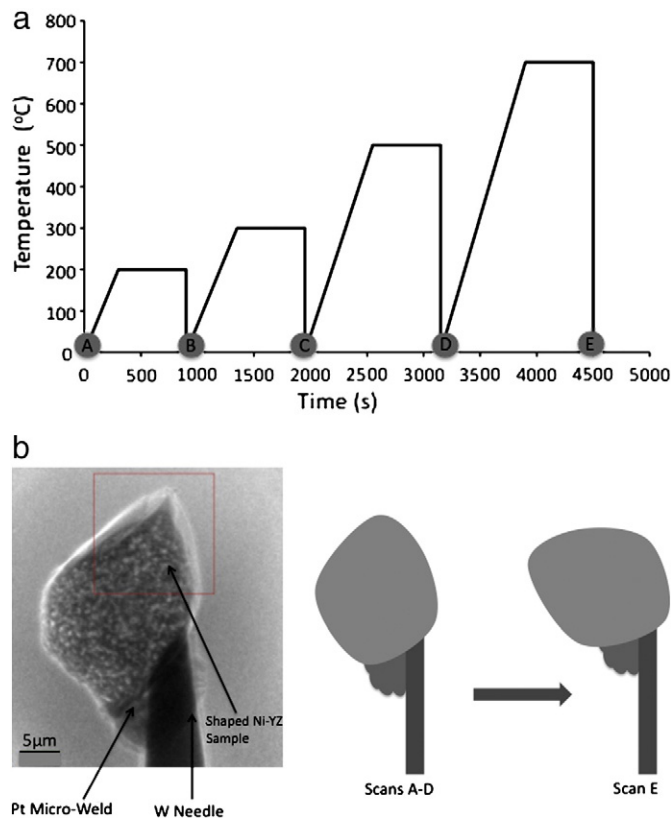 a
800
700
600
500
400
300
200
100
0
Temperature (°C)
A B C D E
0 500 1000 1500 2000 2500 3000 3500 4000 4500 5000
Time (s)
b
Shaped Ni-YZ
Sample
5μm
Pt Micro-Weld
W Needle
Scans A-D
Scan E